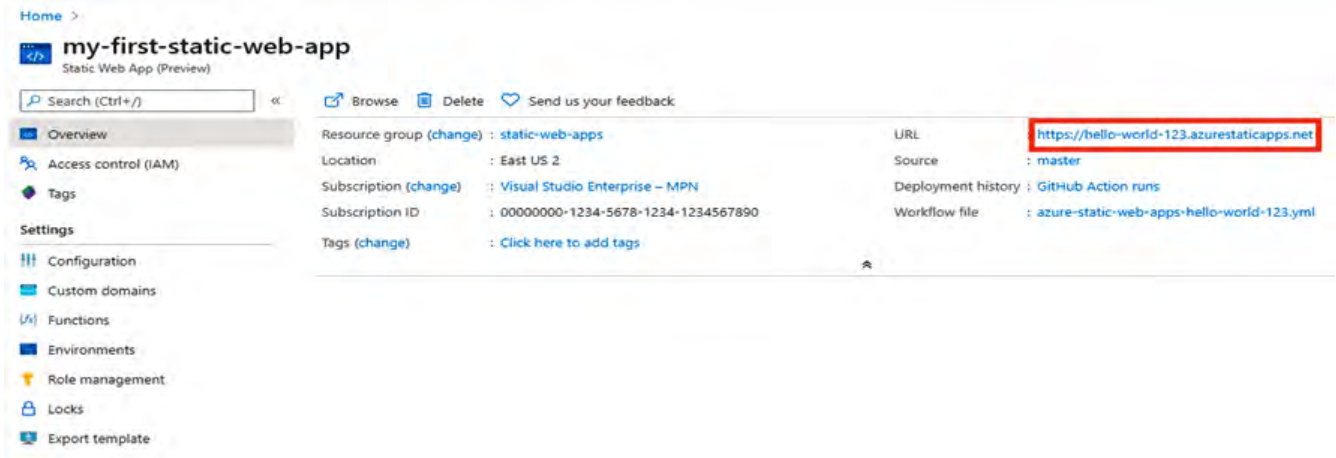 Home >
my-first-static-web-app
Static Web App (Preview)
Search (Ctrl+/)
«
Browse
Delete
Send us your feedback
Overview
Access control (IAM)
Tags
Settings
Configuration
Custom domains
Functions
Environments
Role management
Locks
Export template
Resource group (change) : static-web-apps
Location : East US 2
Subscription (change) : Visual Studio Enterprise – MPN
Subscription ID : 00000000-1234-5678-1234-1234567890
Tags (change) : Click here to add tags
URL : https://hello-world-123.azurestaticapps.net
Source : master
Deployment history : GitHub Action runs
Workflow file : azure-static-web-apps-hello-world-123.yml